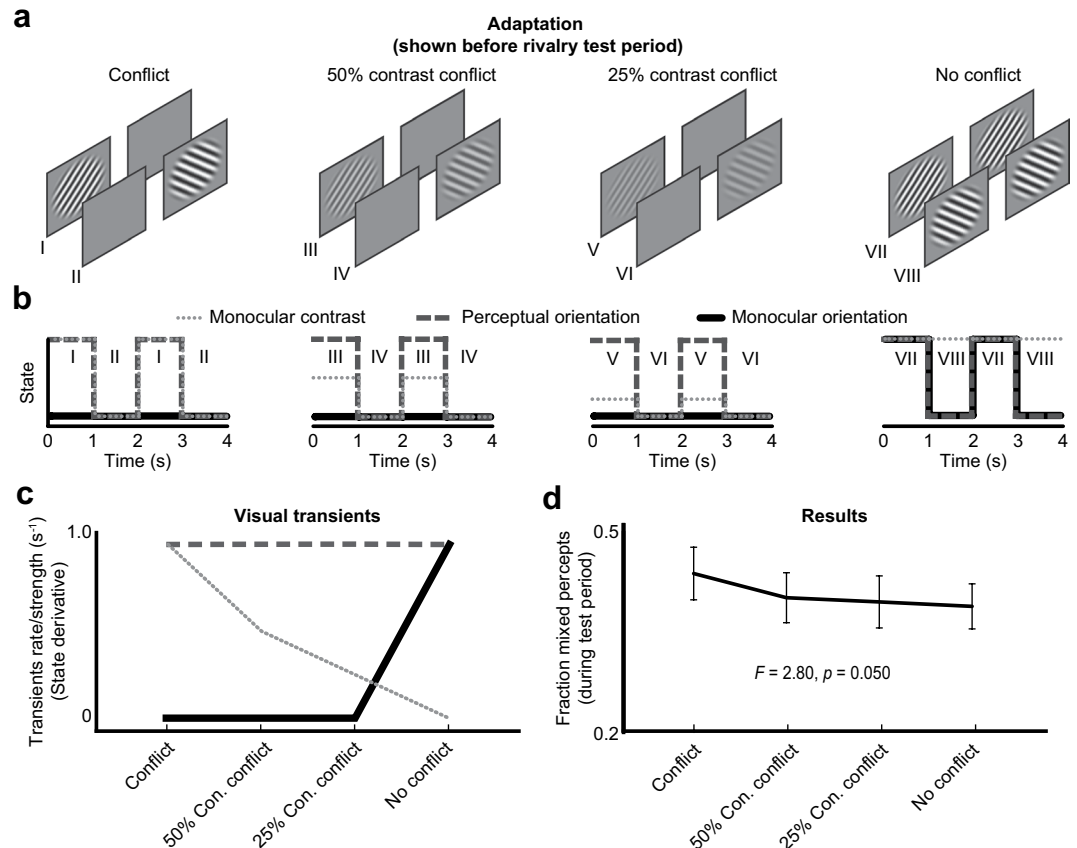 a
Adaptation
(shown before rivalry test period)
Conflict
50% contrast conflict
25% contrast conflict
No conflict
I
II
III
IV
V
VI
VII
VIII
b
Monocular contrast
Perceptual orientation
Monocular orientation
State
I II I II
III IV III IV
V VI V VI
VII VIII VII VIII
0 1 2 3 4
Time (s)
0 1 2 3 4
Time (s)
0 1 2 3 4
Time (s)
0 1 2 3 4
Time (s)
c
Visual transients
Transients rate/strength (s⁻¹)
(State derivative)
1.0
0
Conflict
50% Con. conflict
25% Con. conflict
No conflict
d
Results
Fraction mixed percepts
(during test period)
0.5
0.2
F = 2.80, p = 0.050
Conflict
50% Con. conflict
25% Con. conflict
No conflict